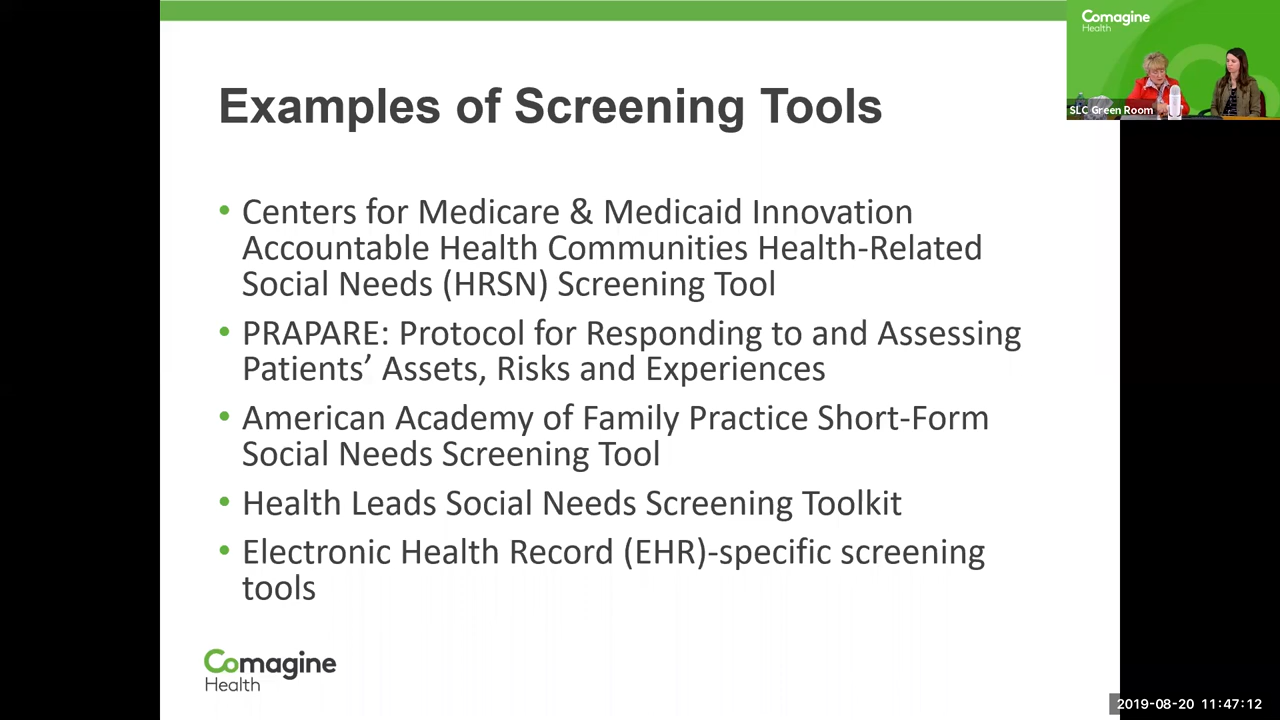 Comagine
Health
SLC Green Room
Examples of Screening Tools
• Centers for Medicare & Medicaid Innovation
Accountable Health Communities Health-Related
Social Needs (HRSN) Screening Tool
• PRAPARE: Protocol for Responding to and Assessing
Patients’ Assets, Risks and Experiences
• American Academy of Family Practice Short-Form
Social Needs Screening Tool
• Health Leads Social Needs Screening Toolkit
• Electronic Health Record (EHR)-specific screening
tools
Comagine
Health
2019-08-20 11:47:12